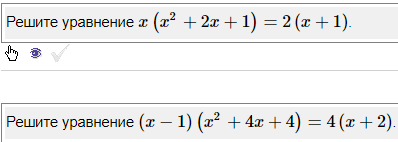 Решите уравнение x (x² + 2x + 1) = 2 (x + 1).
Решите уравнение (x − 1) (x² + 4x + 4) = 4 (x + 2).